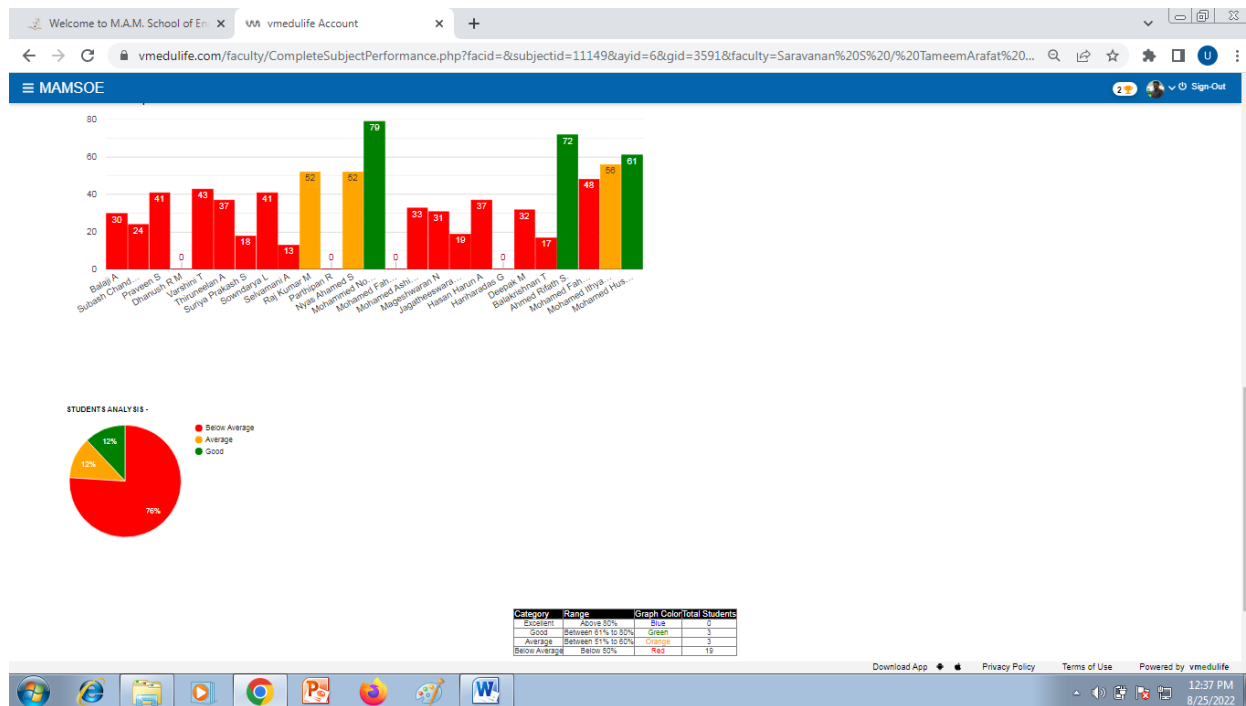 Welcome to M.A.M. School of En
vmedulife Account
vmedulife.com/faculty/CompleteSubjectPerformance.php?facid=&subjectid=11149&ayid=6&gid=3591&faculty=Saravanan%20S%20/%20TameemArafat%20...
U
MAMSOE
2
Sign-Out
80
60
40
20
0
30 24 41 0 43 37 18 41 13 52 0 52 79 0 33 31 19 37 0 32 17 72 48 56 61
Balaji A
Subash Chand...
Praveen S
Dhanush R M
Varshini T
Thiruneelan A
Suriya Prakash S
Sowndarya L
Selvamani A
Raj Kumar M
Parthipan R
Nyas Ahamed S
Mohammed No...
Mohamed Fah...
Mohamed Ashi...
Mageshwaran N
Jagatheeswara...
Hasan Harun A
Hariharadas G
Deepak M
Balakrishnan T
Ahmed Rifath S.
Mohamed Fah...
Mohamed Ithya...
Mohamed Hus...
STUDENTS ANALYSIS -
12%
12%
76%
Below Average
Average
Good
Category Range Graph Color Total Students
Excellent Above 80% Blue 0
Good Between 61% to 80% Green 3
Average Between 51% to 60% Orange 3
Below Average Below 50% Red 19
Download App Privacy Policy Terms of Use Powered by vmedulife
12:37 PM
8/25/2022